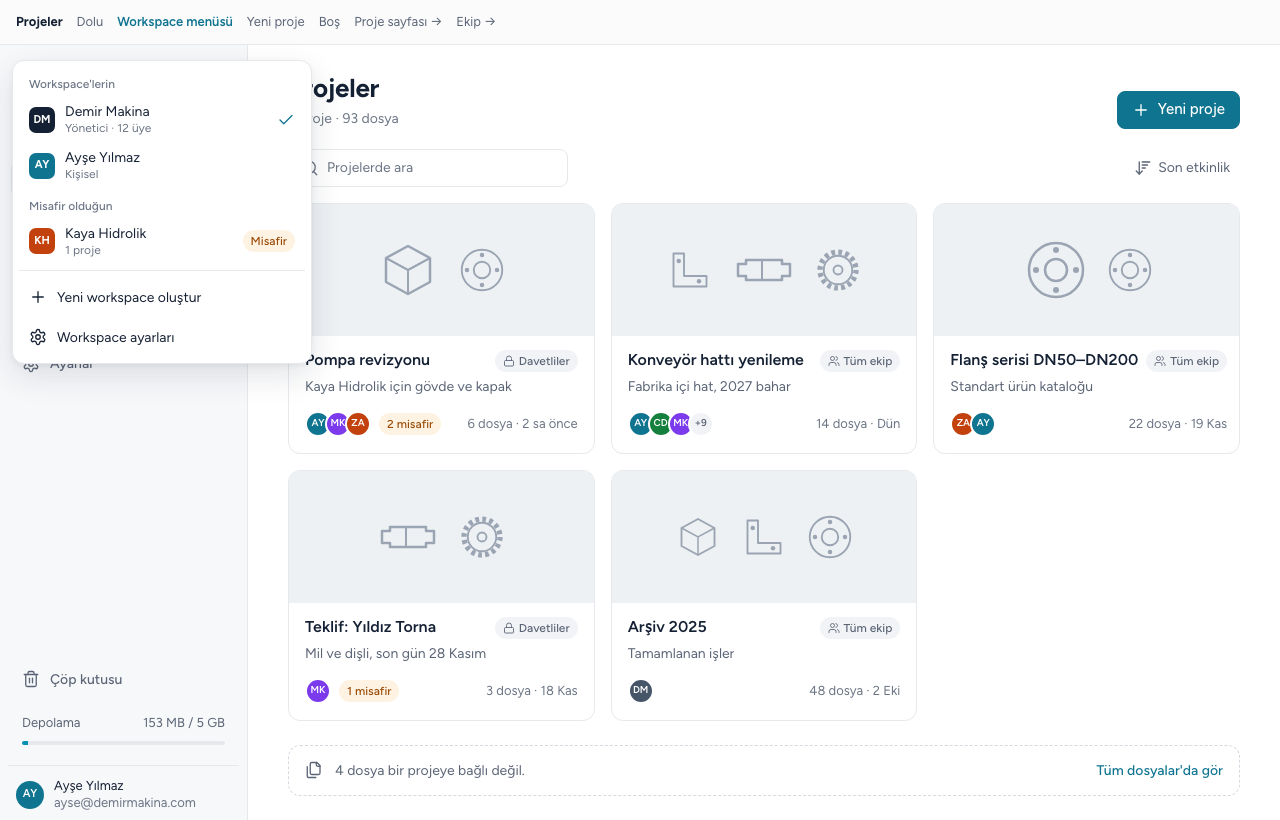 Projeler Dolu Workspace menüsü Yeni proje Boş Proje sayfası → Ekip →
Workspace'lerin
DM Demir Makina
Yönetici · 12 üye
AY Ayşe Yılmaz
Kişisel
Misafir olduğun
KH Kaya Hidrolik
1 proje
Misafir
Yeni workspace oluştur
Workspace ayarları
Ayarlar
Çöp kutusu
Depolama 153 MB / 5 GB
AY Ayşe Yılmaz
ayse@demirmakina.com
rojeler
oje · 93 dosya
Yeni proje
Projelerde ara
Son etkinlik
Pompa revizyonu Davetliler
Kaya Hidrolik için gövde ve kapak
AY MK ZA 2 misafir 6 dosya · 2 sa önce
Konveyör hattı yenileme Tüm ekip
Fabrika içi hat, 2027 bahar
AY CD MK +9 14 dosya · Dün
Flanş serisi DN50–DN200 Tüm ekip
Standart ürün kataloğu
ZA AY 22 dosya · 19 Kas
Teklif: Yıldız Torna Davetliler
Mil ve dişli, son gün 28 Kasım
MK 1 misafir 3 dosya · 18 Kas
Arşiv 2025 Tüm ekip
Tamamlanan işler
DM 48 dosya · 2 Eki
4 dosya bir projeye bağlı değil.
Tüm dosyalar'da gör